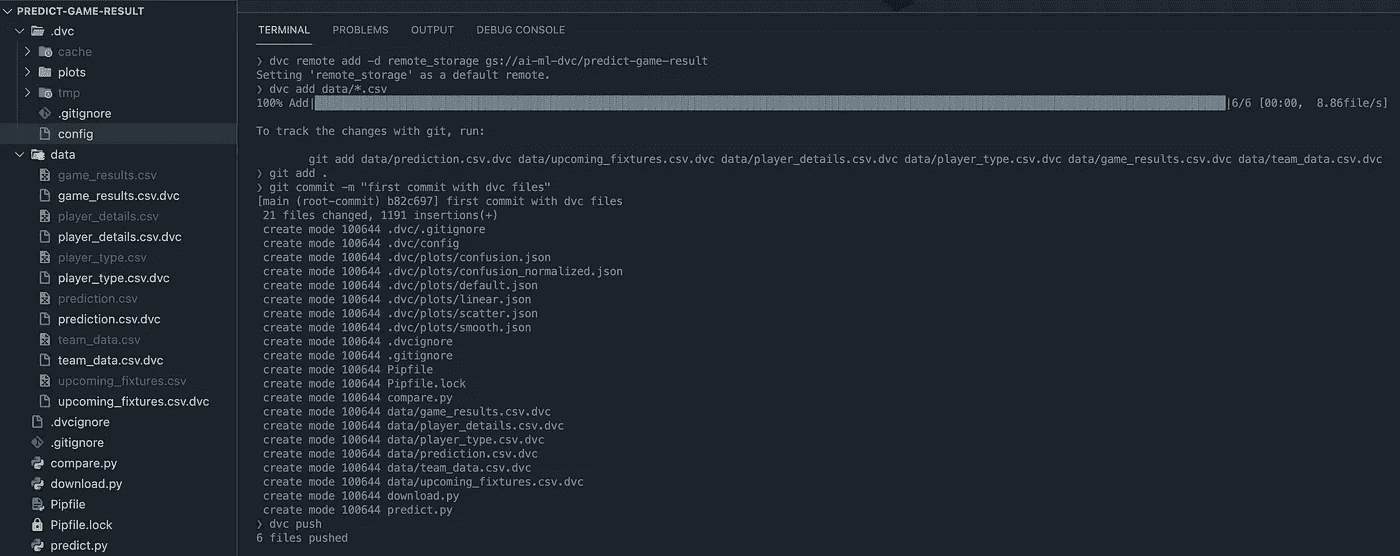 PREDICT-GAME-RESULT
.dvc
cache
plots
tmp
.gitignore
config
data
game_results.csv
game_results.csv.dvc
player_details.csv
player_details.csv.dvc
player_type.csv
player_type.csv.dvc
prediction.csv
prediction.csv.dvc
team_data.csv
team_data.csv.dvc
upcoming_fixtures.csv
upcoming_fixtures.csv.dvc
.dvcignore
.gitignore
compare.py
download.py
Pipfile
Pipfile.lock
predict.py
TERMINAL PROBLEMS OUTPUT DEBUG CONSOLE
❯ dvc remote add -d remote_storage gs://ai-ml-dvc/predict-game-result
Setting 'remote_storage' as a default remote.
❯ dvc add data/*.csv
100% Add| |6/6 [00:00, 8.86file/s]
To track the changes with git, run:
git add data/prediction.csv.dvc data/upcoming_fixtures.csv.dvc data/player_details.csv.dvc data/player_type.csv.dvc data/game_results.csv.dvc data/team_data.csv.dvc
❯ git add .
❯ git commit -m "first commit with dvc files"
[main (root-commit) b82c697] first commit with dvc files
21 files changed, 1191 insertions(+)
create mode 100644 .dvc/.gitignore
create mode 100644 .dvc/config
create mode 100644 .dvc/plots/confusion.json
create mode 100644 .dvc/plots/confusion_normalized.json
create mode 100644 .dvc/plots/default.json
create mode 100644 .dvc/plots/linear.json
create mode 100644 .dvc/plots/scatter.json
create mode 100644 .dvc/plots/smooth.json
create mode 100644 .dvcignore
create mode 100644 .gitignore
create mode 100644 Pipfile
create mode 100644 Pipfile.lock
create mode 100644 compare.py
create mode 100644 data/game_results.csv.dvc
create mode 100644 data/player_details.csv.dvc
create mode 100644 data/player_type.csv.dvc
create mode 100644 data/prediction.csv.dvc
create mode 100644 data/team_data.csv.dvc
create mode 100644 data/upcoming_fixtures.csv.dvc
create mode 100644 download.py
create mode 100644 predict.py
❯ dvc push
6 files pushed